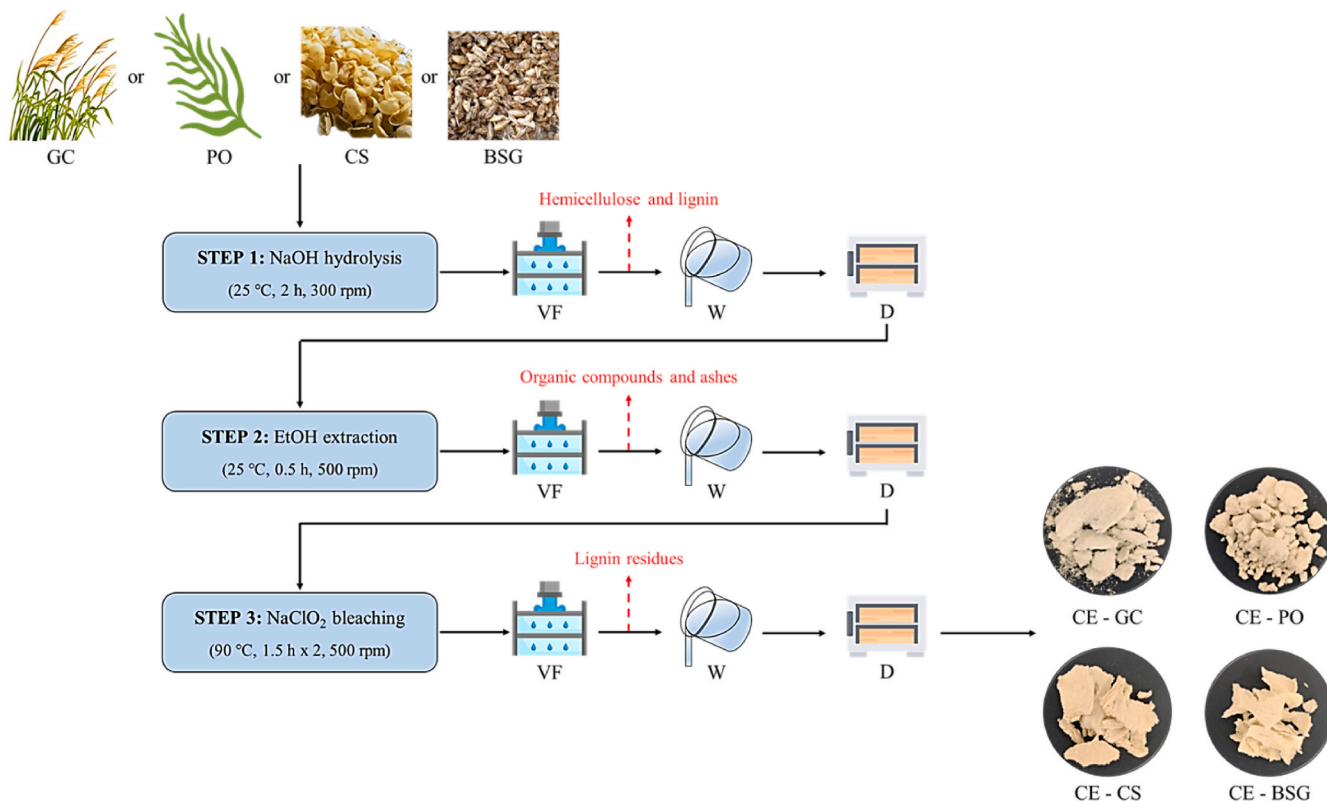 or
or
or
GC
PO
CS
BSG
Hemicellulose and lignin
STEP 1: NaOH hydrolysis
(25 °C, 2 h, 300 rpm)
VF
W
D
Organic compounds and ashes
STEP 2: EtOH extraction
(25 °C, 0.5 h, 500 rpm)
VF
W
D
Lignin residues
STEP 3: NaClO₂ bleaching
(90 °C, 1.5 h x 2, 500 rpm)
VF
W
D
CE - GC
CE - PO
CE - CS
CE - BSG